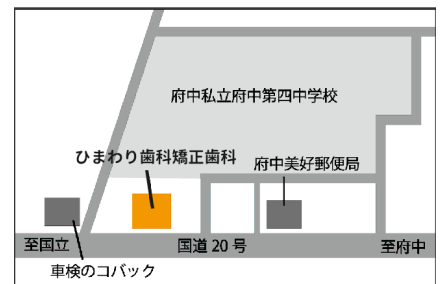 府中私立府中第四中学校
ひまわり歯科矯正歯科
府中美好郵便局
至国立
国道20号
至府中
車検のコバック